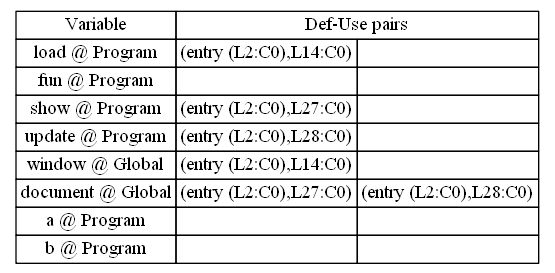 Variable Def-Use pairs
load @ Program (entry (L2:C0),L14:C0)
fun @ Program
show @ Program (entry (L2:C0),L27:C0)
update @ Program (entry (L2:C0),L28:C0)
window @ Global (entry (L2:C0),L14:C0)
document @ Global (entry (L2:C0),L27:C0) (entry (L2:C0),L28:C0)
a @ Program
b @ Program